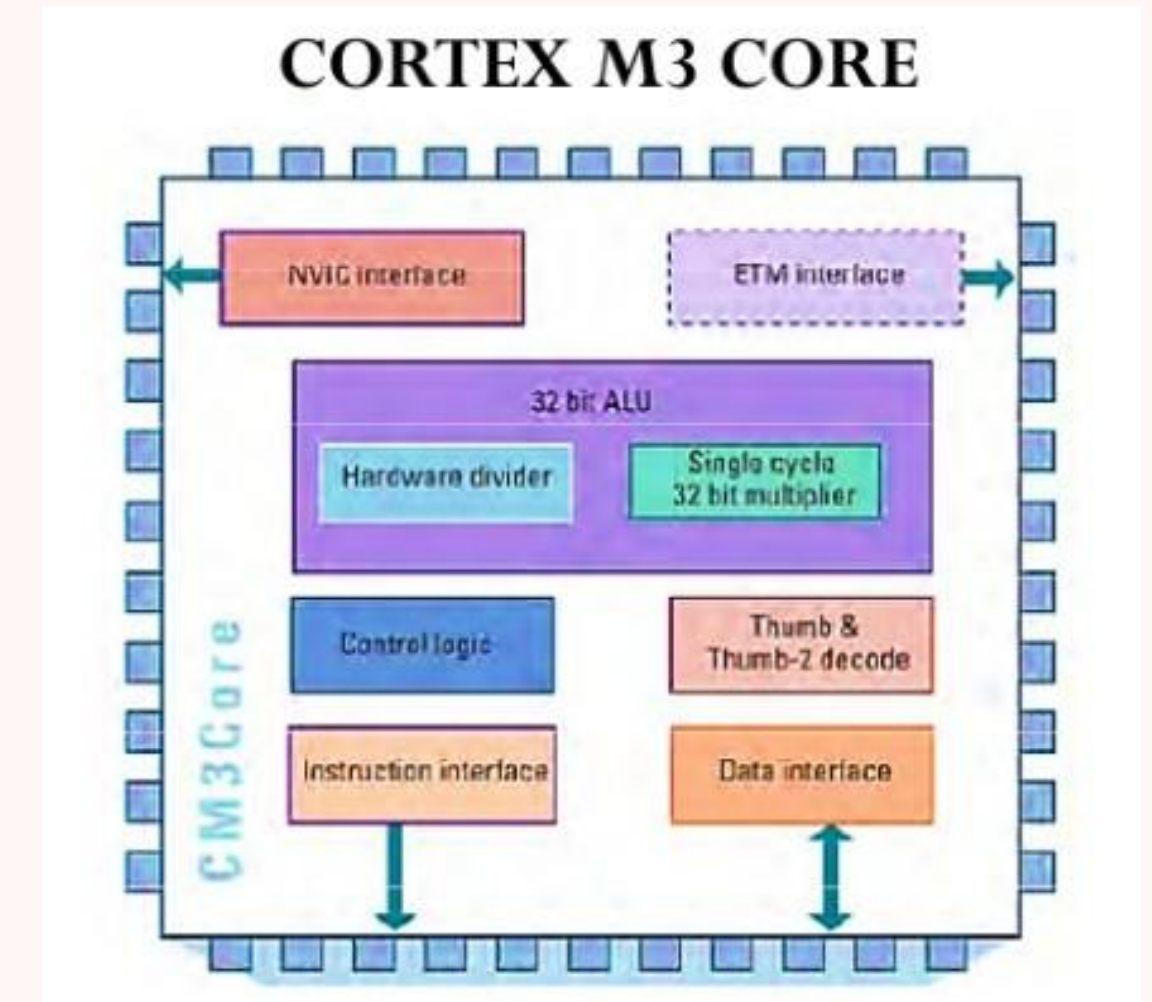 CORTEX M3 CORE
NVIC interface
ETM interface
32 bit ALU
Hardware divider
Single cycle
32 bit multiplier
Control logic
Thumb &
Thumb-2 decode
Instruction interface
Data interface
CM3Core